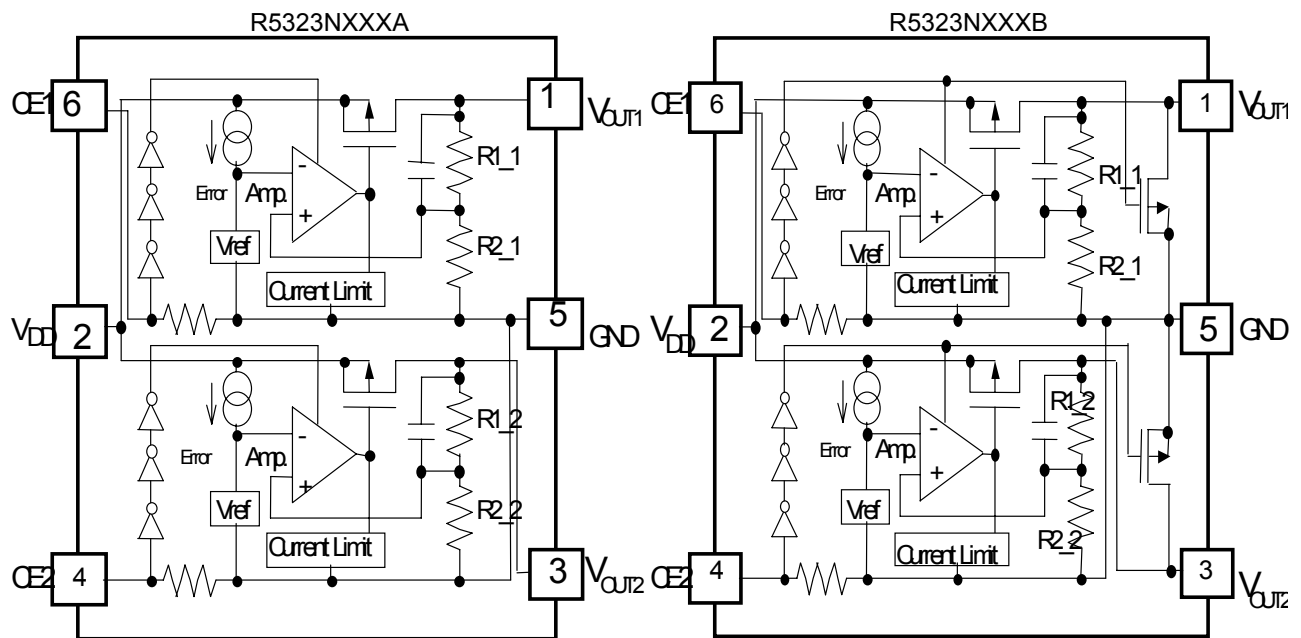 R5323NXXXA
CE1
6
1
VOUT1
R1_1
-
Error
Amp.
+
Vref
R2_1
Current Limit
VDD
2
5
GND
R1_2
-
Error
Amp.
+
Vref
R2_2
Current Limit
CE2
4
3
VOUT2
R5323NXXXB
CE1
6
1
VOUT1
R1_1
-
Error
Amp.
+
Vref
R2_1
Current Limit
VDD
2
5
GND
R1_2
-
Error
Amp.
+
Vref
R2_2
Current Limit
CE2
4
3
VOUT2